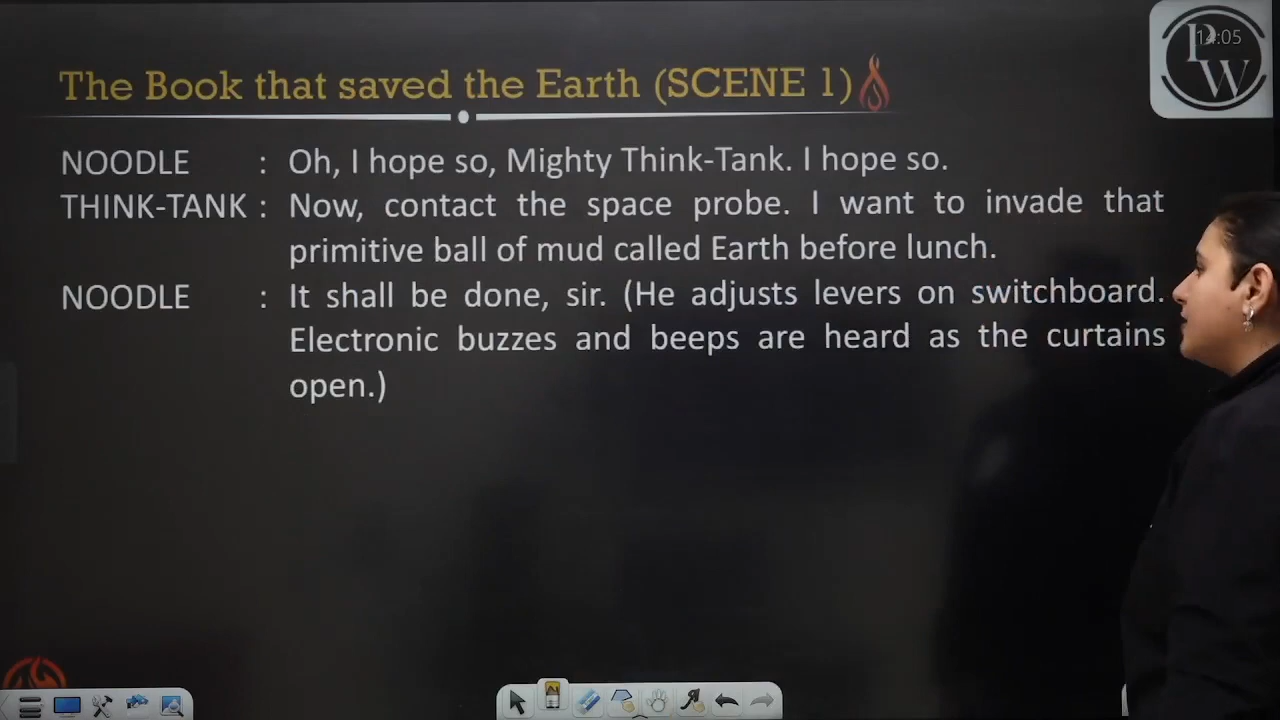 The Book that saved the Earth (SCENE 1)
NOODLE : Oh, I hope so, Mighty Think-Tank. I hope so.
THINK-TANK : Now, contact the space probe. I want to invade that
primitive ball of mud called Earth before lunch.
NOODLE : It shall be done, sir. (He adjusts levers on switchboard.
Electronic buzzes and beeps are heard as the curtains
open.)
14:05
PW